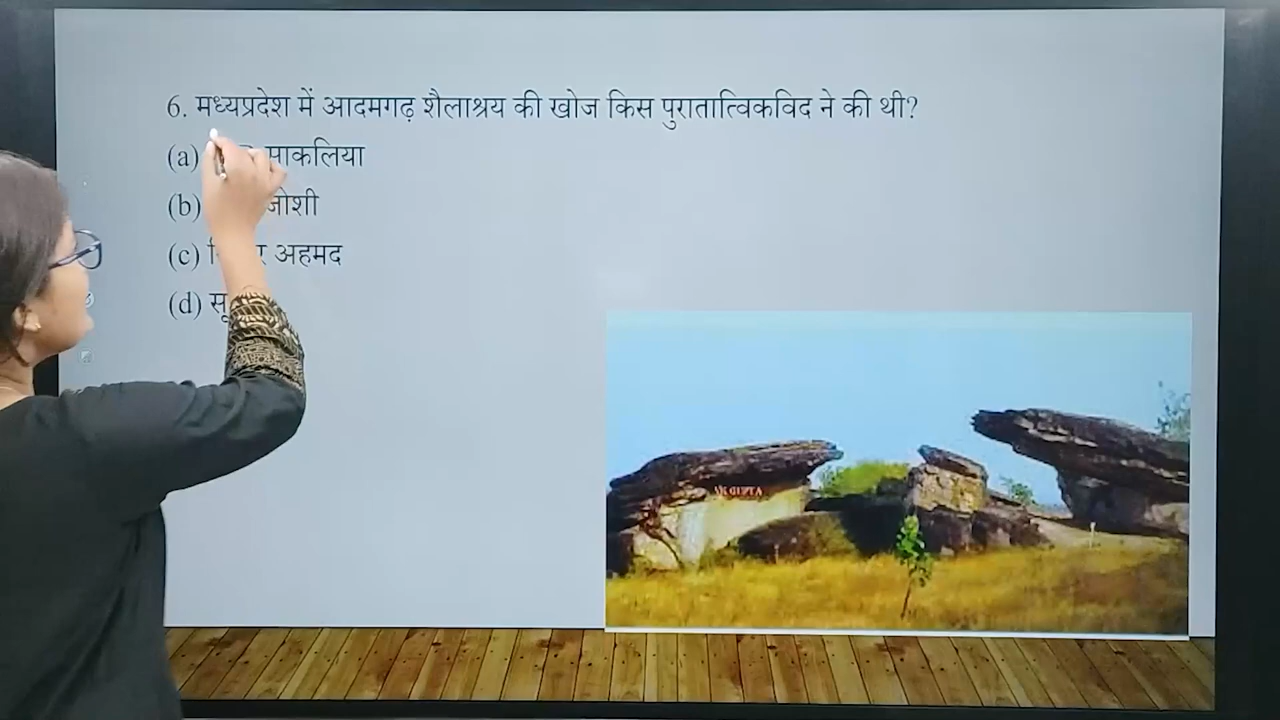 6. मध्यप्रदेश में आदमगढ़ शैलाश्रय की खोज किस पुरातात्विकविद ने की थी?
(a) माकलिया
(b) जोशी
(c) अहमद
(d)